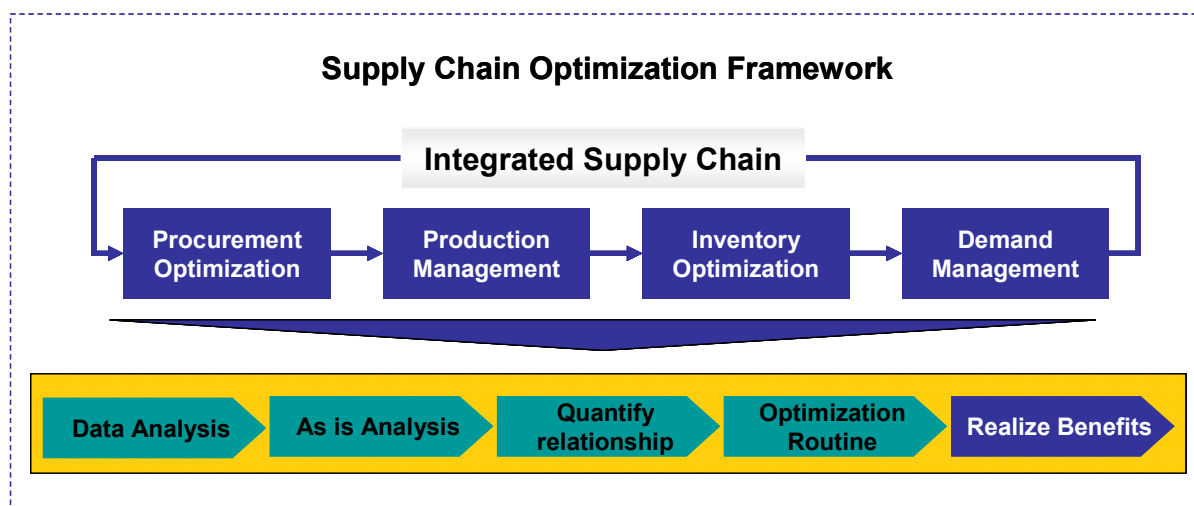 Supply Chain Optimization Framework
Integrated Supply Chain
Procurement
Optimization
Production
Management
Inventory
Optimization
Demand
Management
Data Analysis
As is Analysis
Quantify
relationship
Optimization
Routine
Realize Benefits